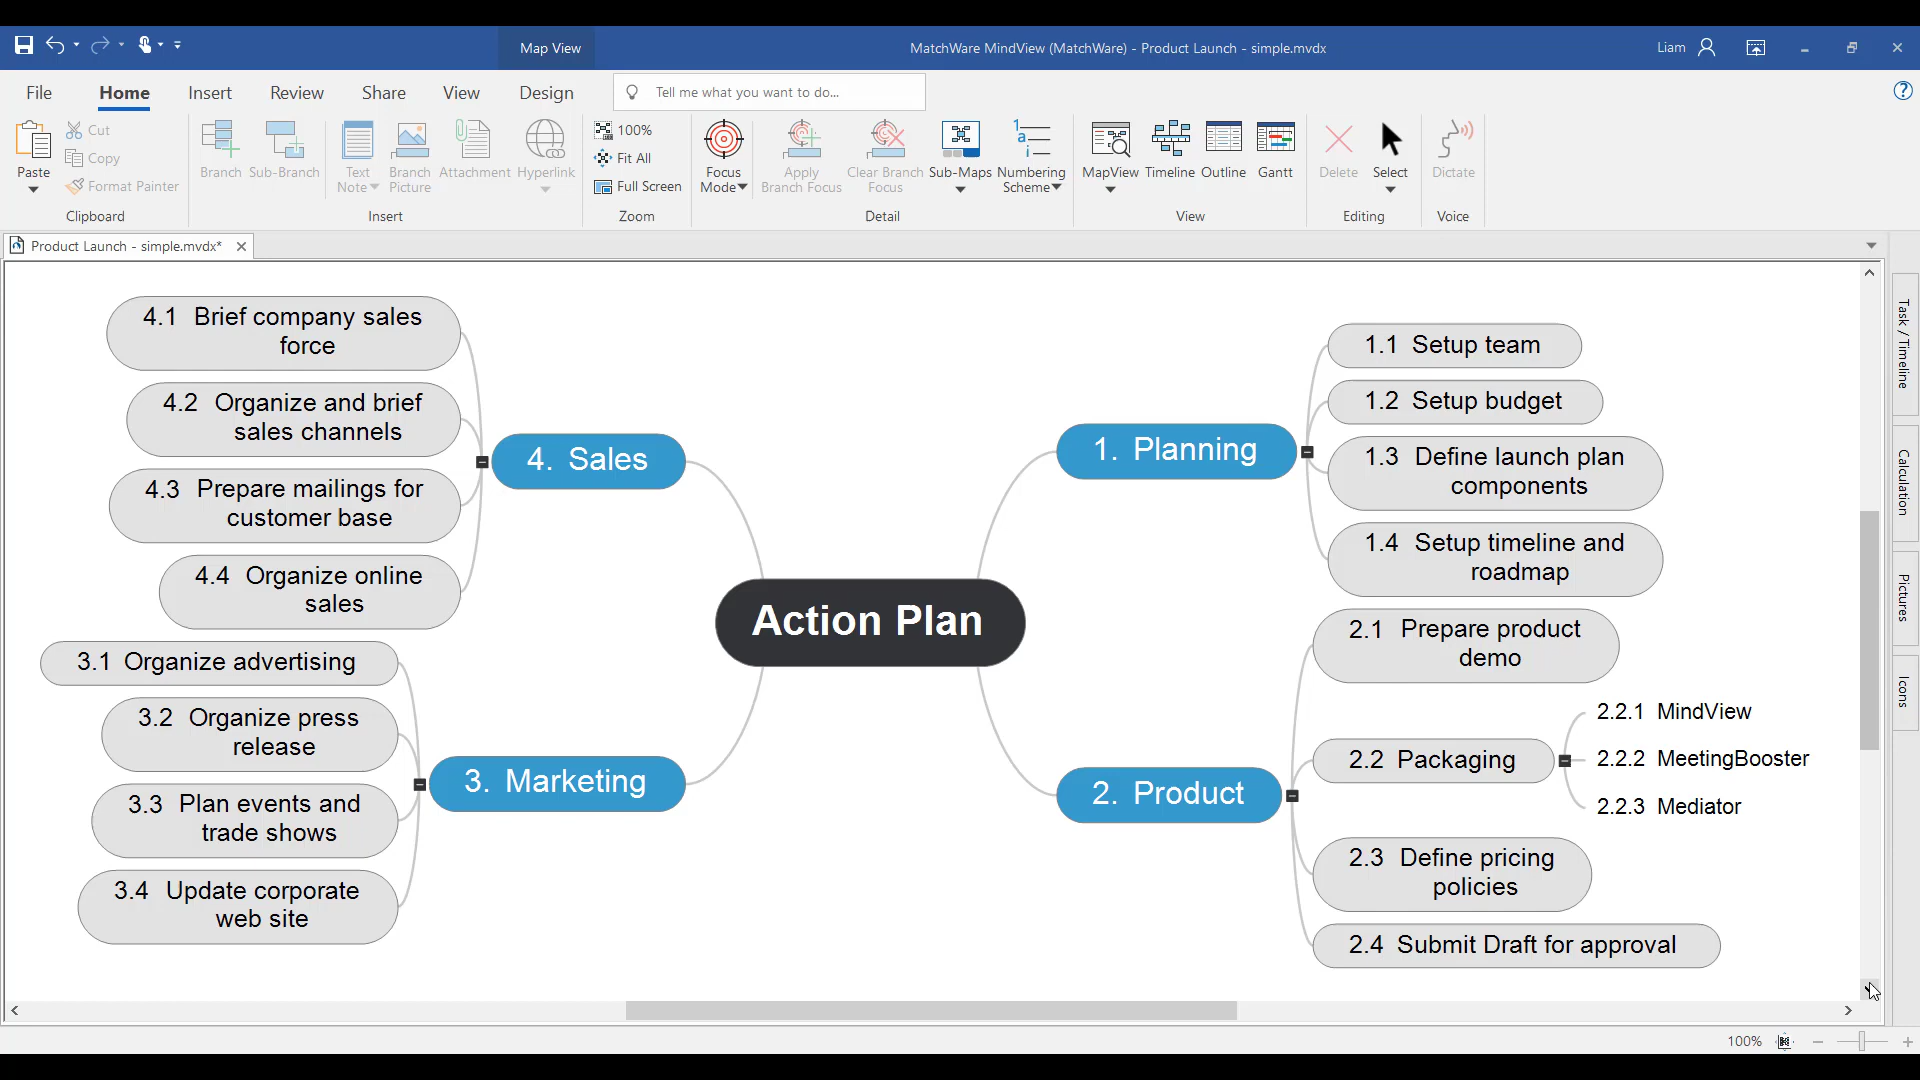 Map View
MatchWare MindView (MatchWare) - Product Launch - simple.mvdx
Liam
File Home Insert Review Share View Design
Tell me what you want to do...
Paste
Cut
Copy
Format Painter
Clipboard
Branch
Sub-Branch
Text
Note
Branch
Picture
Attachment
Hyperlink
Insert
100%
Fit All
Full Screen
Zoom
Focus
Mode
Apply
Branch Focus
Clear Branch
Focus
Sub-Maps
Numbering
Scheme
Detail
MapView
Timeline
Outline
Gantt
View
Delete
Select
Editing
Dictate
Voice
Product Launch - simple.mvdx*
4.1 Brief company sales
force
4.2 Organize and brief
sales channels
4.3 Prepare mailings for
customer base
4.4 Organize online
sales
4. Sales
3.1 Organize advertising
3.2 Organize press
release
3.3 Plan events and
trade shows
3.4 Update corporate
web site
3. Marketing
Action Plan
1. Planning
1.1 Setup team
1.2 Setup budget
1.3 Define launch plan
components
1.4 Setup timeline and
roadmap
2. Product
2.1 Prepare product
demo
2.2 Packaging
2.2.1 MindView
2.2.2 MeetingBooster
2.2.3 Mediator
2.3 Define pricing
policies
2.4 Submit Draft for approval
Task / Timeline
Calculation
Pictures
Icons
100%